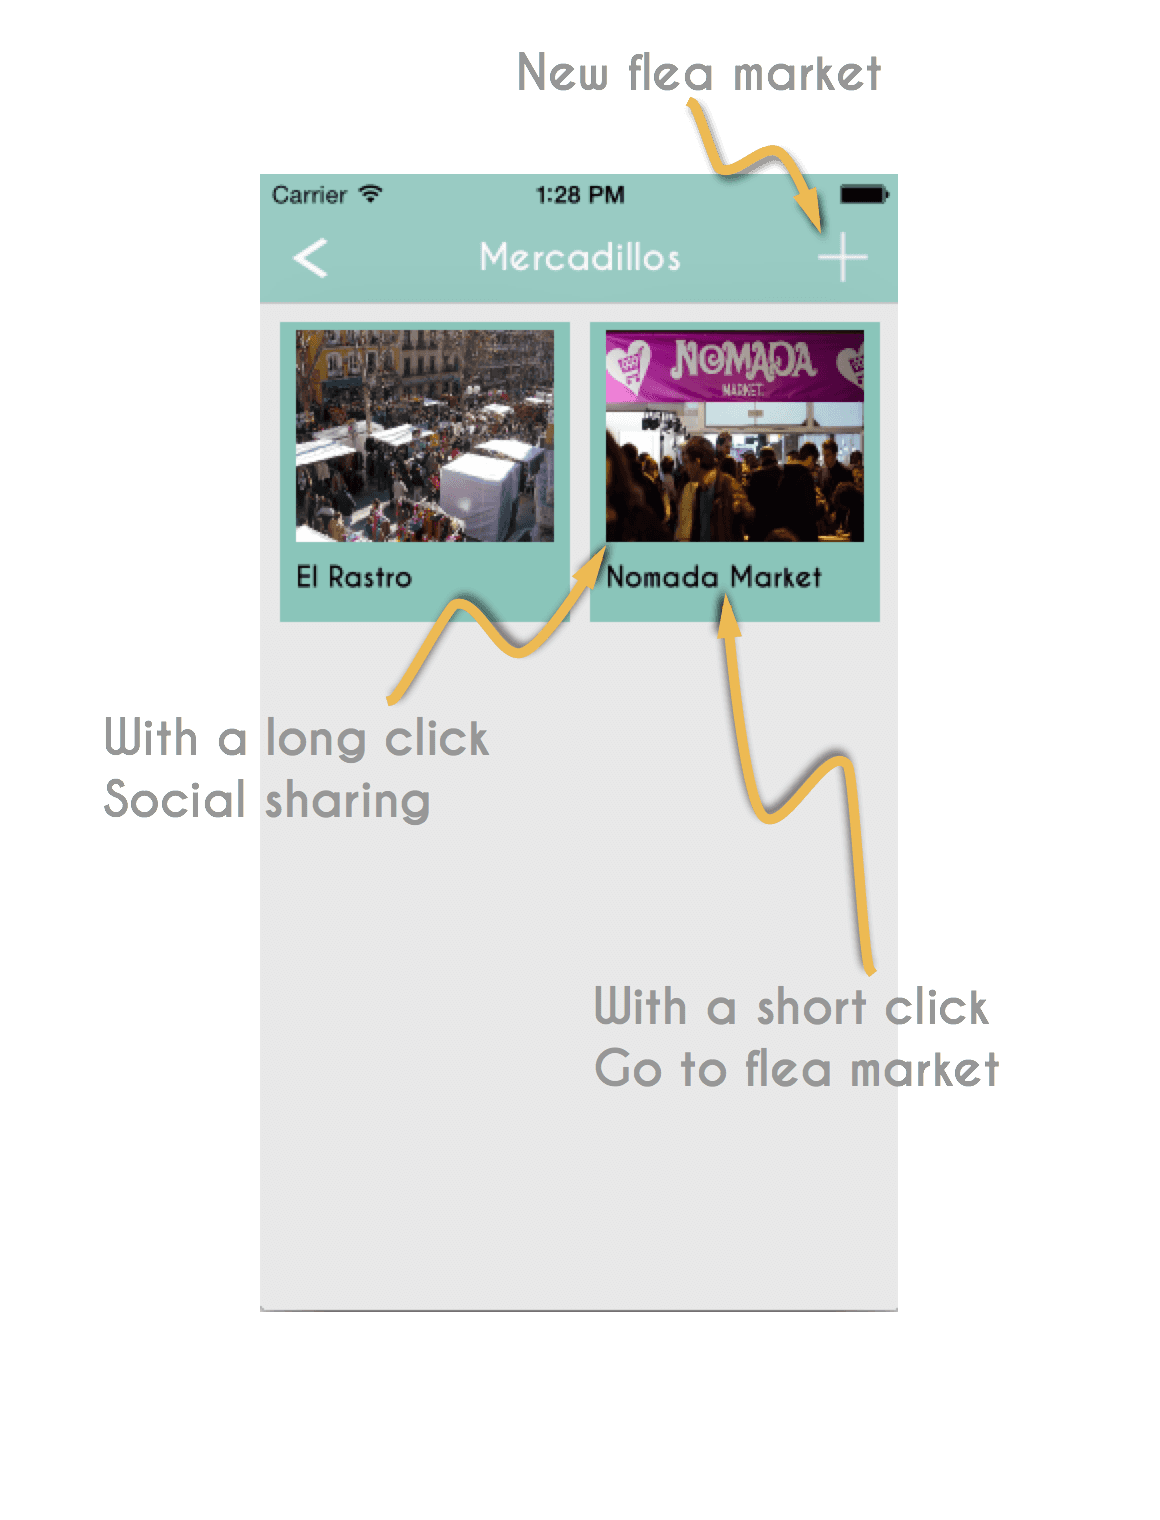 New flea market
Carrier 1:28 PM
Mercadillos
NOMADA
MARKET
El Rastro
Nomada Market
With a long click
Social sharing
With a short click
Go to flea market